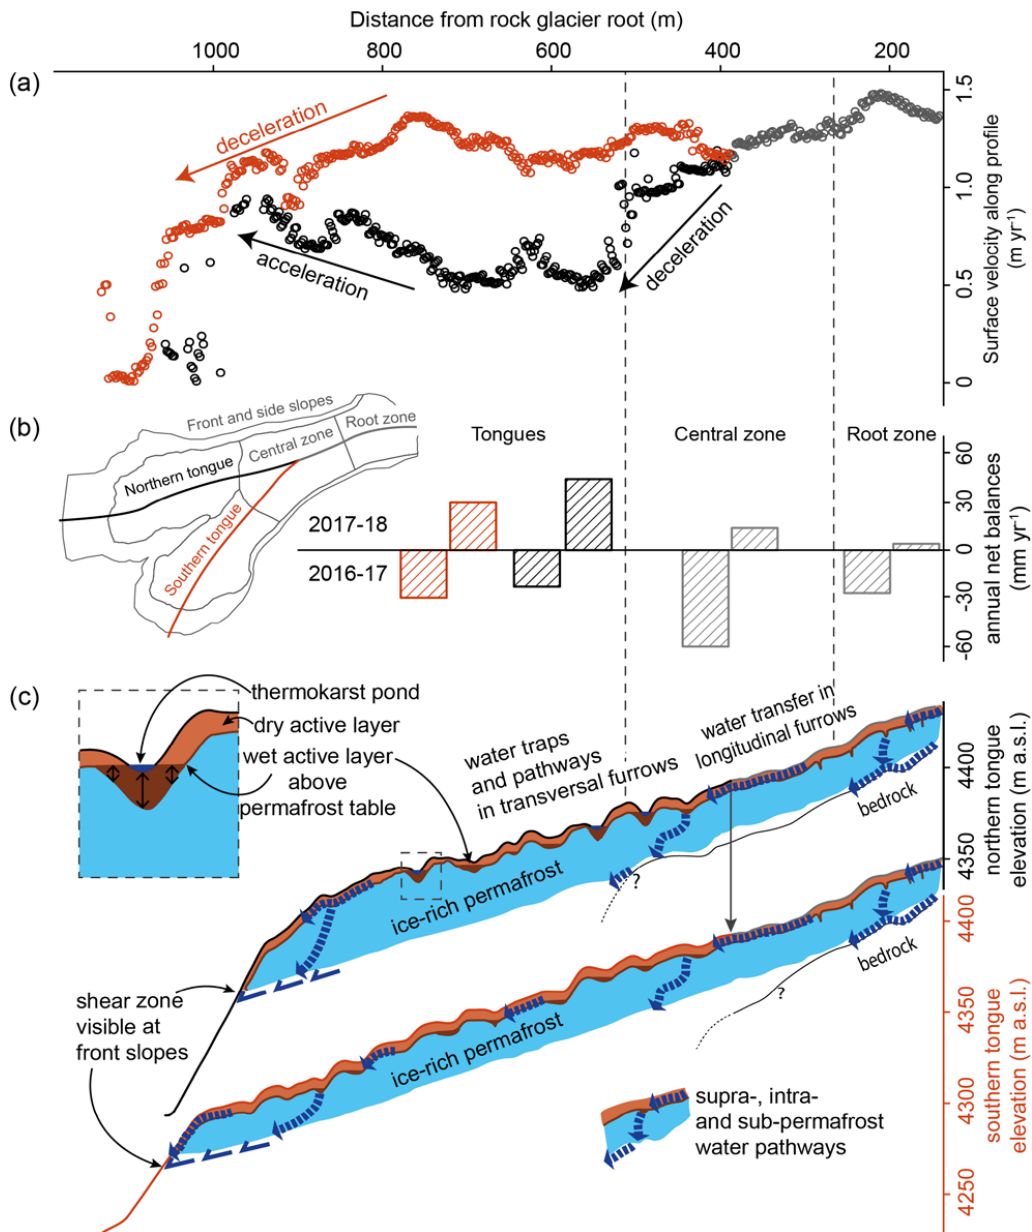 Distance from rock glacier root (m)
1000
800
600
400
200
(a)
deceleration
acceleration
deceleration
1.5
1.0
0.5
0
Surface velocity along profile
(m yr⁻¹)
(b)
Front and side slopes
Root zone
Central zone
Northern tongue
Southern tongue
Tongues
Central zone
Root zone
2017-18
2016-17
60
30
0
-30
-60
annual net balances
(mm yr⁻¹)
(c)
thermokarst pond
dry active layer
wet active layer
above
permafrost table
water traps
and pathways
in transversal furrows
water transfer in
longitudinal furrows
bedrock
?
ice-rich permafrost
4400
4350
northern tongue
elevation (m a.s.l.)
shear zone
visible at
front slopes
bedrock
?
ice-rich permafrost
supra-, intra-
and sub-permafrost
water pathways
4400
4350
4300
4250
southern tongue
elevation (m a.s.l.)